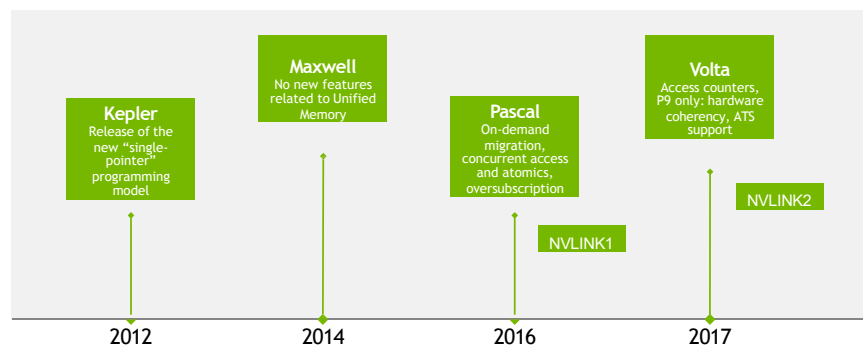 Kepler
Release of the
new “single-
pointer”
programming
model
Maxwell
No new features
related to Unified
Memory
Pascal
On-demand
migration,
concurrent access
and atomics,
oversubscription
Volta
Access counters,
P9 only: hardware
coherency, ATS
support
NVLINK1
NVLINK2
2012
2014
2016
2017